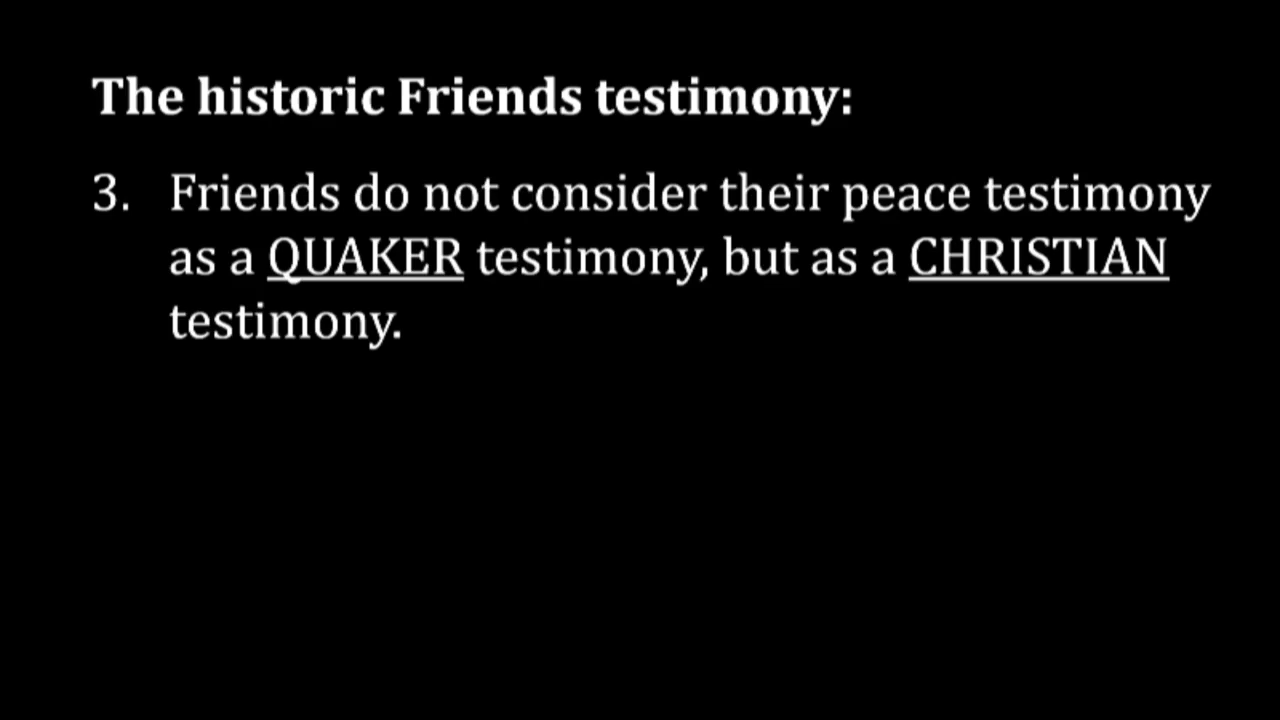 The historic Friends testimony:
3. Friends do not consider their peace testimony
as a QUAKER testimony, but as a CHRISTIAN
testimony.